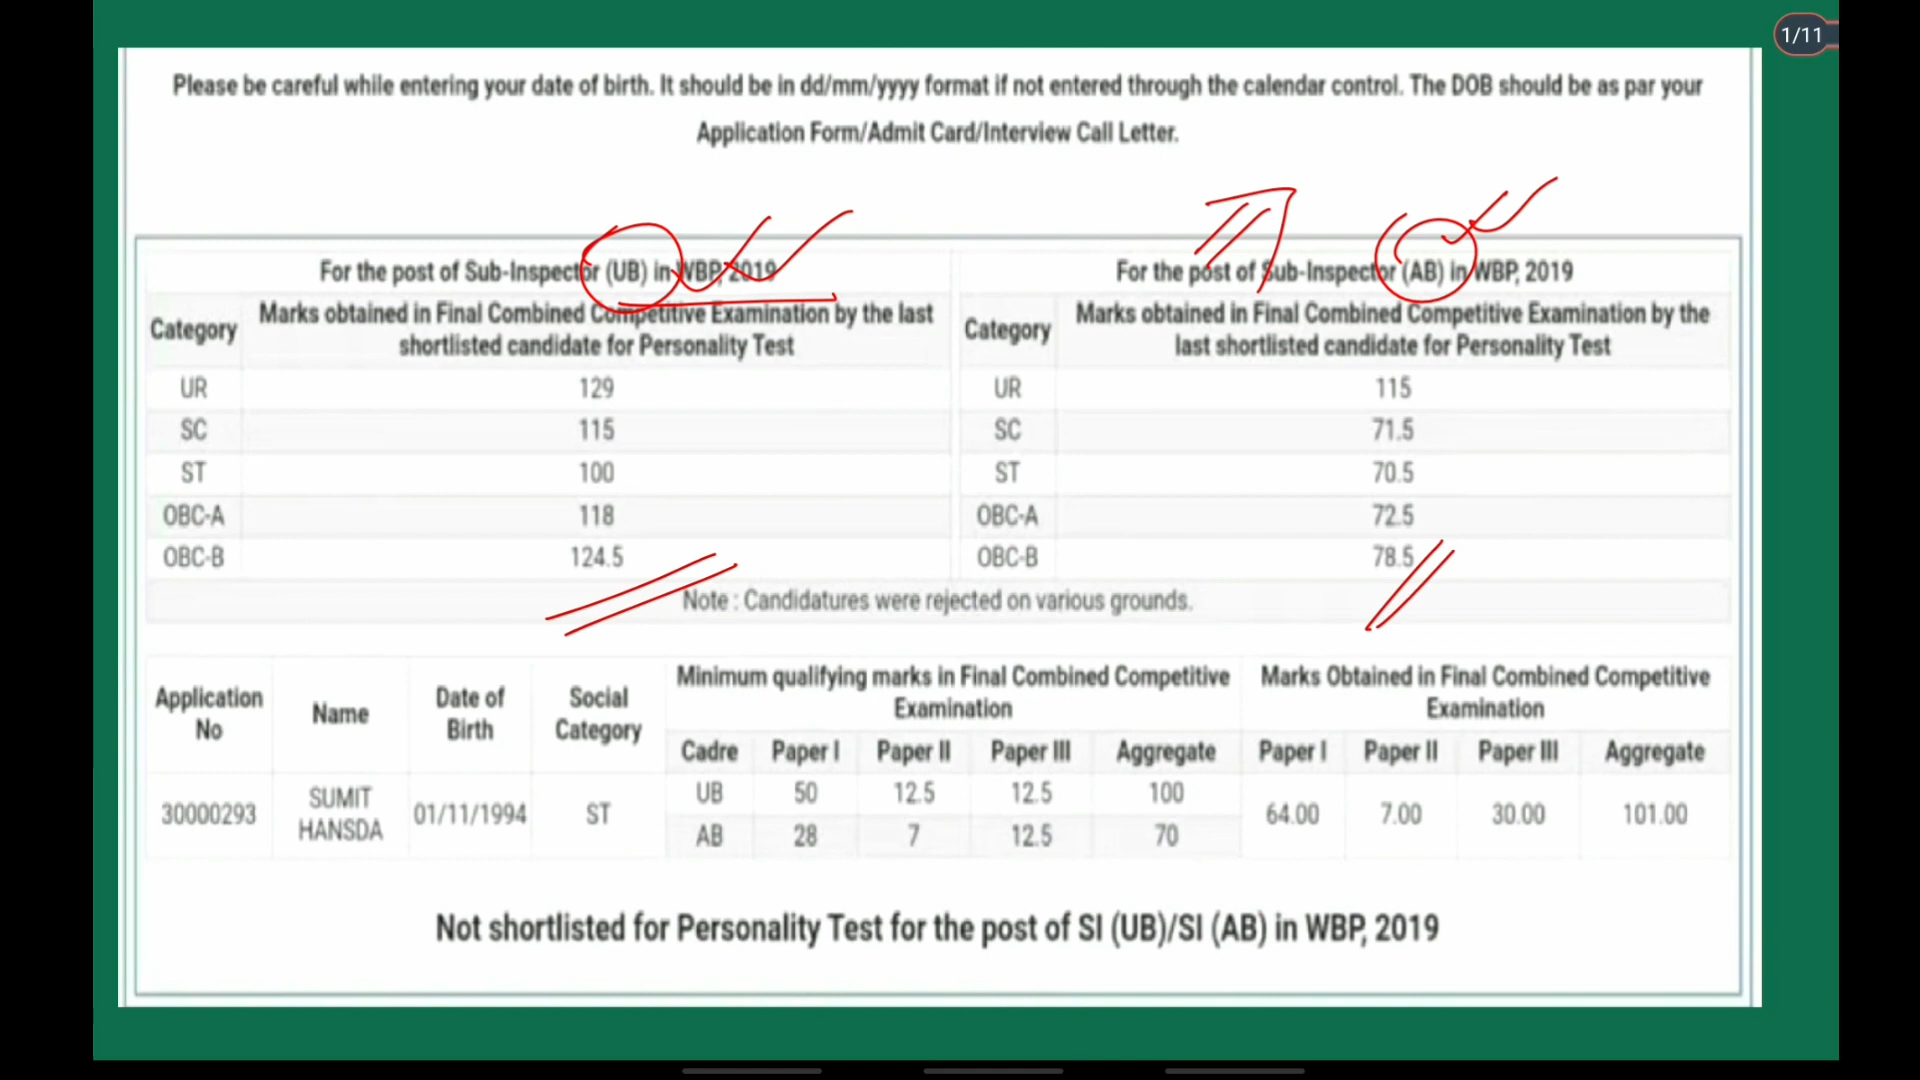 1/11
Please be careful while entering your date of birth. It should be in dd/mm/yyyy format if not entered through the calendar control. The DOB should be as par your
Application Form/Admit Card/Interview Call Letter.
For the post of Sub-Inspector (UB) in WBP, 2019
Category
Marks obtained in Final Combined Competitive Examination by the last
shortlisted candidate for Personality Test
UR 129
SC 115
ST 100
OBC-A 118
OBC-B 124.5
For the post of Sub-Inspector (AB) in WBP, 2019
Category
Marks obtained in Final Combined Competitive Examination by the
last shortlisted candidate for Personality Test
UR 115
SC 71.5
ST 70.5
OBC-A 72.5
OBC-B 78.5
Note : Candidatures were rejected on various grounds.
Application
No
Name
Date of
Birth
Social
Category
Minimum qualifying marks in Final Combined Competitive
Examination
Cadre Paper I Paper II Paper III Aggregate
Marks Obtained in Final Combined Competitive
Examination
Paper I Paper II Paper III Aggregate
30000293
SUMIT
HANSDA
01/11/1994
ST
UB 50 12.5 12.5 100
AB 28 7 12.5 70
64.00 7.00 30.00 101.00
Not shortlisted for Personality Test for the post of SI (UB)/SI (AB) in WBP, 2019